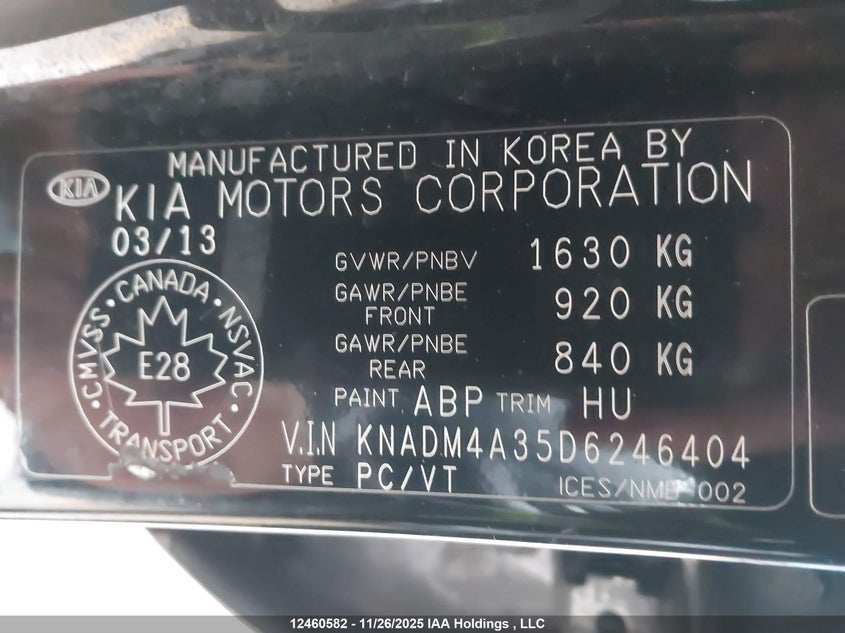 MANUFACTURED IN KOREA BY
KIA KIA MOTORS CORPORATION
03/13
GVWR/PNBV 1630 KG
GAWR/PNBE FRONT 920 KG
GAWR/PNBE REAR 840 KG
PAINT ABP TRIM HU
CANADA
CMVSS · NSVAC
E28
TRANSPORT
V.I.N KNADM4A35D6246404
TYPE PC/VT
ICES/NMB 002
12460582 - 11/26/2025 IAA Holdings , LLC